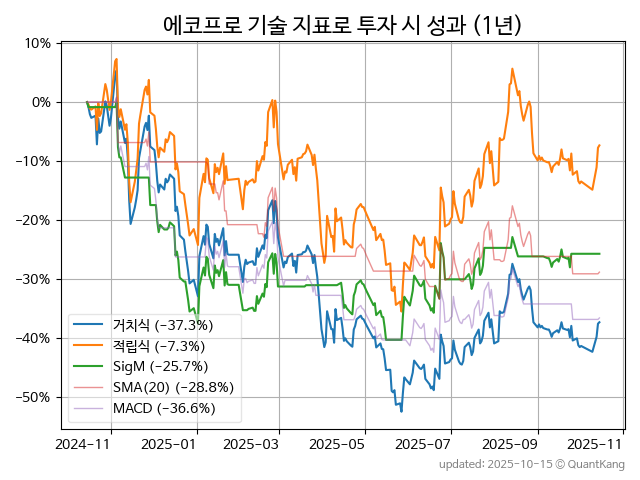 에코프로 기술 지표로 투자 시 성과 (1년)
10%
0%
−10%
−20%
−30%
−40%
−50%
거치식 (−37.3%)
적립식 (−7.3%)
SigM (−25.7%)
SMA(20) (−28.8%)
MACD (−36.6%)
2024-11
2025-01
2025-03
2025-05
2025-07
2025-09
2025-11
updated: 2025-10-15 © QuantKang